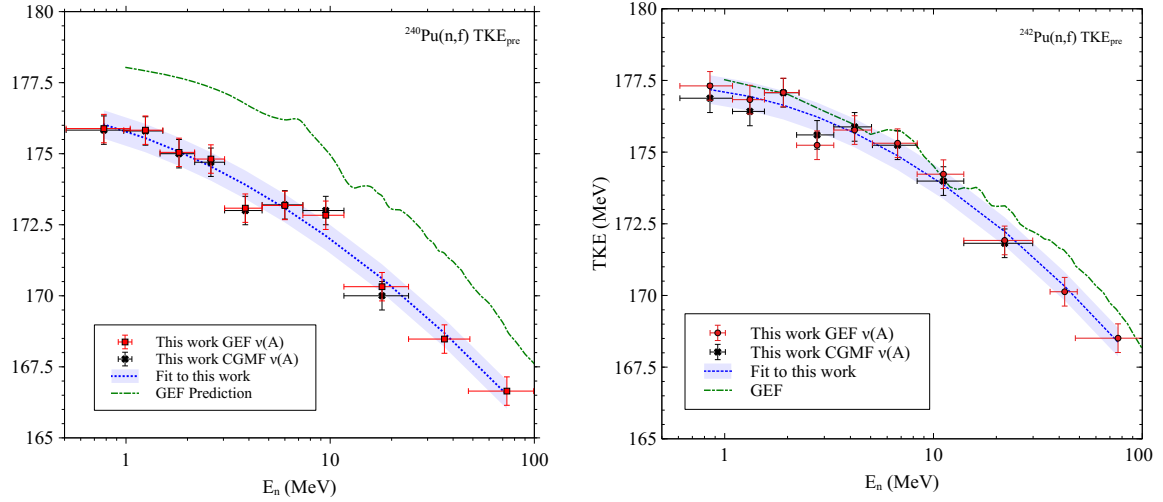 180
177.5
175
172.5
170
167.5
165
²⁴⁰Pu(n,f) TKEpre
This work GEF ν(A)
This work CGMF ν(A)
Fit to this work
GEF Prediction
1
10
100
En (MeV)
TKE (MeV)
180
177.5
175
172.5
170
167.5
165
²⁴²Pu(n,f) TKEpre
This work GEF ν(A)
This work CGMF ν(A)
Fit to this work
GEF
1
10
100
En (MeV)